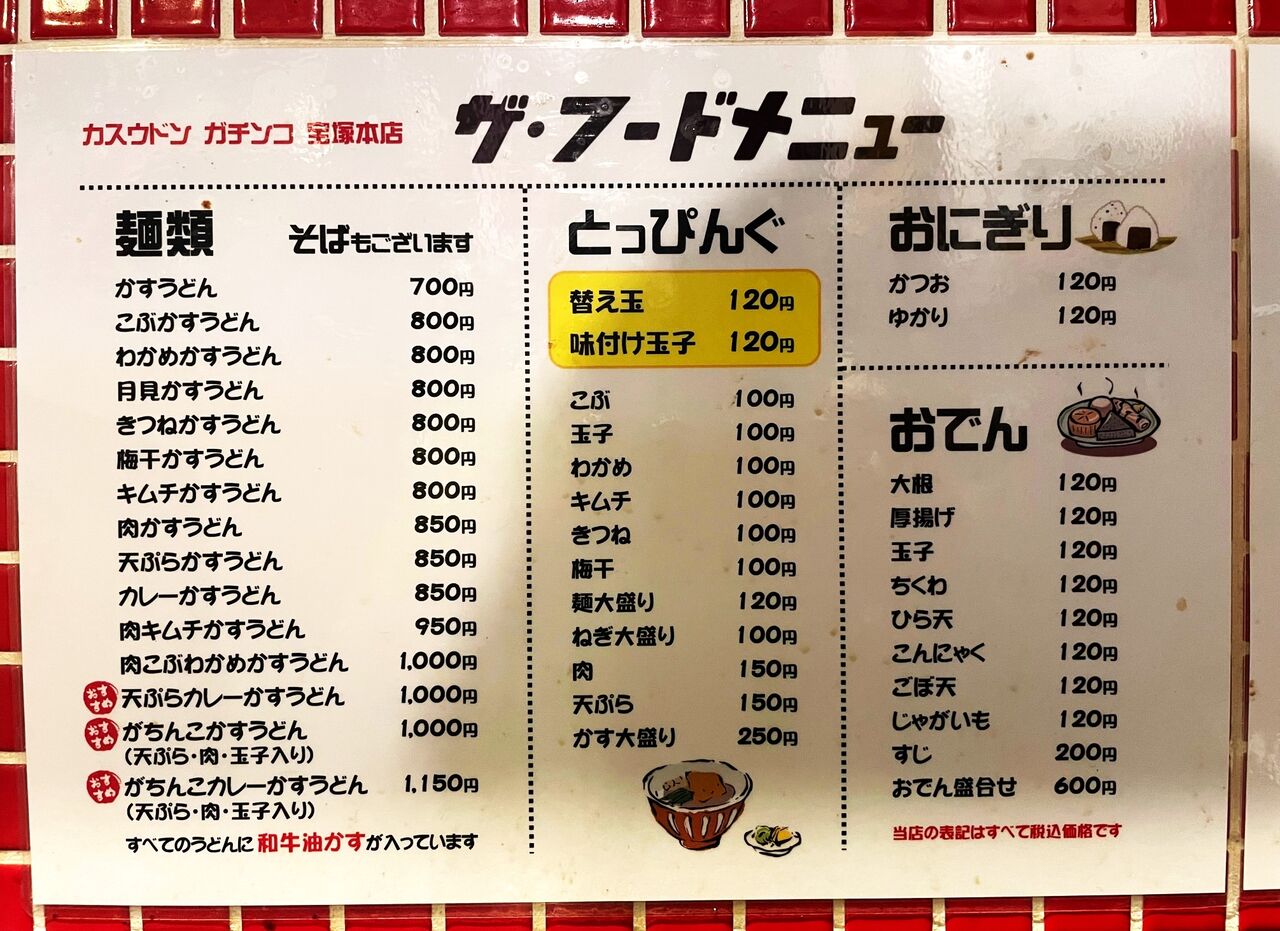 カスウドン ガチンコ 宝塚本店
ザ・フードメニュー
麺類 そばもございます
かすうどん 700円
こぶかすうどん 800円
わかめかすうどん 800円
月見かすうどん 800円
きつねかすうどん 800円
梅干かすうどん 800円
キムチかすうどん 800円
肉かすうどん 850円
天ぷらかすうどん 850円
カレーかすうどん 850円
肉キムチかすうどん 950円
肉こぶわかめかすうどん 1,000円
おすすめ 天ぷらカレーかすうどん 1,000円
おすすめ がちんこかすうどん 1,000円
(天ぷら・肉・玉子入り)
おすすめ がちんこカレーかすうどん 1,150円
(天ぷら・肉・玉子入り)
すべてのうどんに和牛油かすが入っています
とっぴんぐ
替え玉 120円
味付け玉子 120円
こぶ 100円
玉子 100円
わかめ 100円
キムチ 100円
きつね 100円
梅干 100円
麺大盛り 120円
ねぎ大盛り 100円
肉 150円
天ぷら 150円
かす大盛り 250円
おにぎり
かつお 120円
ゆかり 120円
おでん
大根 120円
厚揚げ 120円
玉子 120円
ちくわ 120円
ひら天 120円
こんにゃく 120円
ごぼ天 120円
じゃがいも 120円
すじ 200円
おでん盛合せ 600円
当店の表記はすべて税込価格です